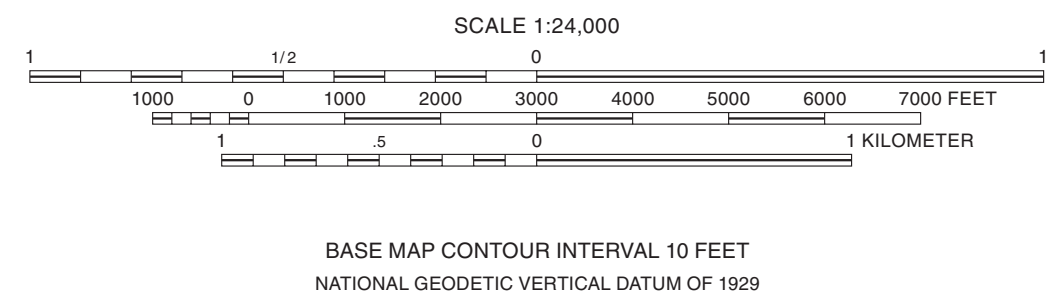 SCALE 1:24,000
1 1/2 0 1
1000 0 1000 2000 3000 4000 5000 6000 7000 FEET
1 .5 0 1 KILOMETER
BASE MAP CONTOUR INTERVAL 10 FEET
NATIONAL GEODETIC VERTICAL DATUM OF 1929